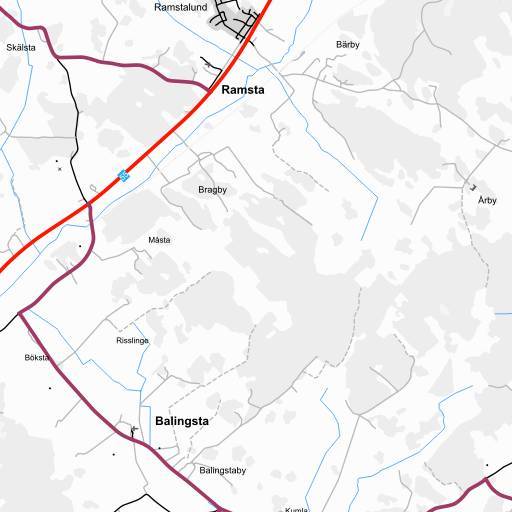 Ramstalund
Skälsta
Bärby
Ramsta
Bragby
Årby
Måsta
Risslinge
Böksta
Balingsta
Balingstaby
Kumla